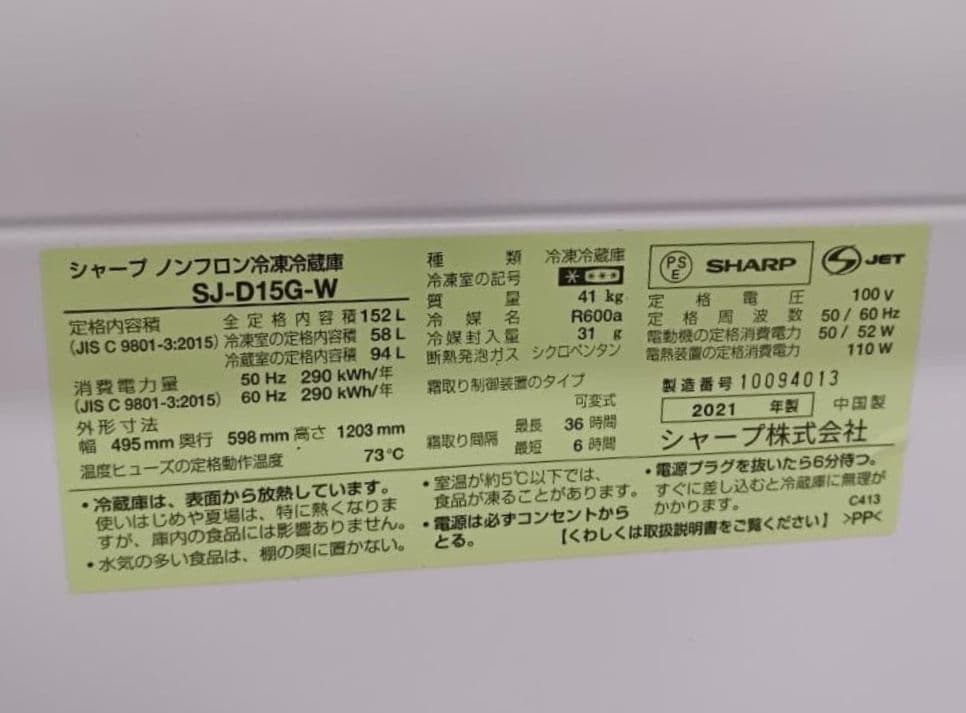 シャープ ノンフロン冷凍冷蔵庫
SJ-D15G-W
定格内容積 全定格内容積 152 L
(JIS C 9801-3:2015) 冷凍室の定格内容積 58 L
冷蔵室の定格内容積 94 L
消費電力量 50 Hz 290 kWh/年
(JIS C 9801-3:2015) 60 Hz 290 kWh/年
外形寸法
幅 495 mm 奥行 598 mm 高さ 1203 mm
温度ヒューズの定格動作温度 73℃
種類 冷凍冷蔵庫
冷凍室の記号
質量 41 kg
冷媒名 R600a
冷媒封入量 31 g
断熱発泡ガス シクロペンタン
霜取り制御装置のタイプ
可変式
霜取り間隔 最長 36 時間
最短 6 時間
PS
E
SHARP
JET
定格電圧 100 V
定格周波数 50 / 60 Hz
電動機の定格消費電力 50 / 52 W
電熱装置の定格消費電力 110 W
製造番号 10094013
2021 年製 中国製
シャープ株式会社
・冷蔵庫は、表面から放熱しています。
使いはじめや夏場は、特に熱くなりま
すが、庫内の食品には影響ありません。
・水気の多い食品は、棚の奥に置かない。
・室温が約5℃以下では、
食品が凍ることがあります。
・電源は必ずコンセントから
とる。
・電源プラグを抜いたら6分待つ。
すぐに差し込むと冷蔵庫に無理が
かかります。 C413
【くわしくは取扱説明書をご覧ください】 >PP<